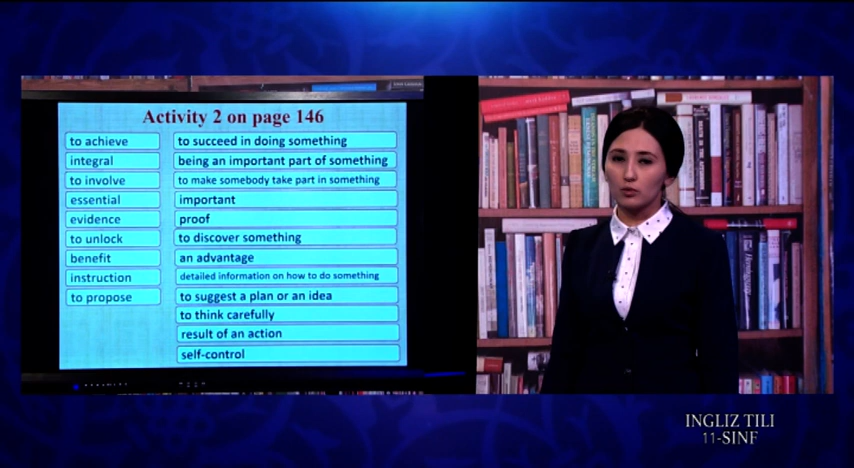 Activity 2 on page 146
to achieve
to succeed in doing something
integral
being an important part of something
to involve
to make somebody take part in something
essential
important
evidence
proof
to unlock
to discover something
benefit
an advantage
instruction
detailed information on how to do something
to propose
to suggest a plan or an idea
to think carefully
result of an action
self-control
INGLIZ TILI
11-SINF